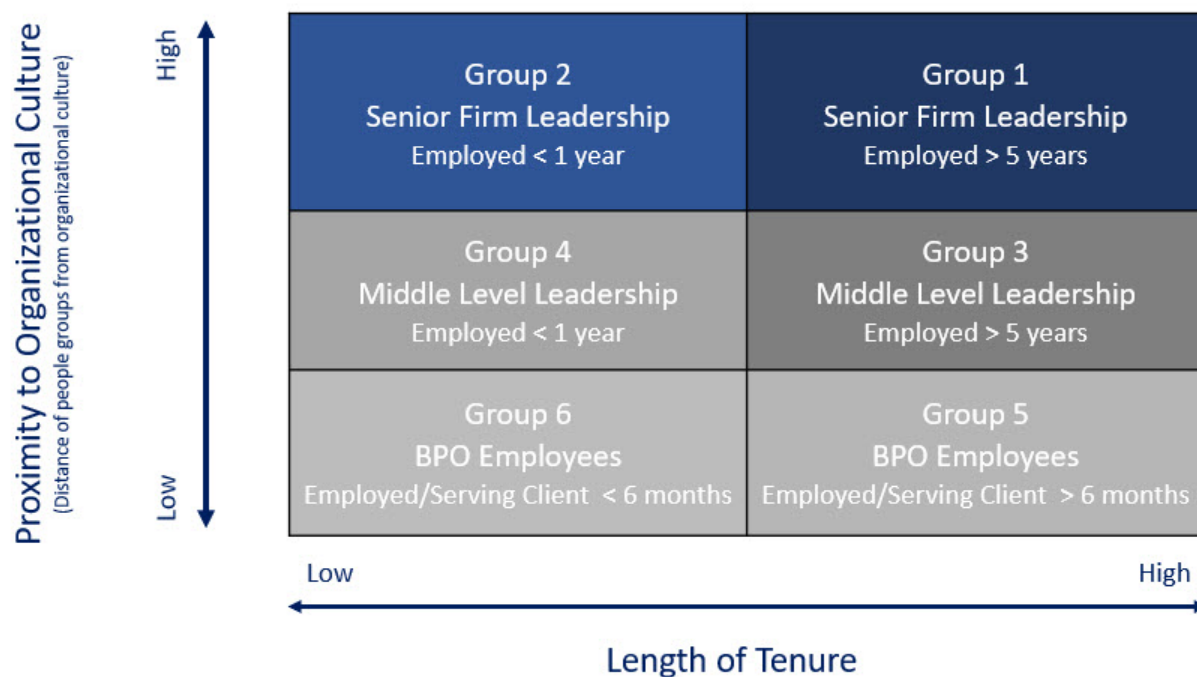 Proximity to Organizational Culture
(Distance of people groups from organizational culture)
High
Low
Group 2
Senior Firm Leadership
Employed < 1 year
Group 1
Senior Firm Leadership
Employed > 5 years
Group 4
Middle Level Leadership
Employed < 1 year
Group 3
Middle Level Leadership
Employed > 5 years
Group 6
BPO Employees
Employed/Serving Client < 6 months
Group 5
BPO Employees
Employed/Serving Client > 6 months
Low
High
Length of Tenure